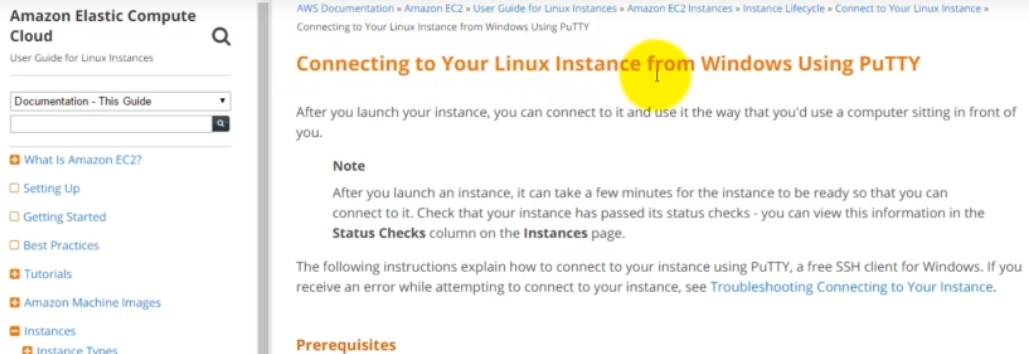 Amazon Elastic Compute
Cloud
User Guide for Linux Instances
Documentation - This Guide
What Is Amazon EC2?
Setting Up
Getting Started
Best Practices
Tutorials
Amazon Machine Images
Instances
Instance Types
AWS Documentation » Amazon EC2 » User Guide for Linux Instances » Amazon EC2 Instances » Instance Lifecycle » Connect to Your Linux Instance »
Connecting to Your Linux Instance from Windows Using PuTTY
Connecting to Your Linux Instance from Windows Using PuTTY
After you launch your instance, you can connect to it and use it the way that you'd use a computer sitting in front of
you.
Note
After you launch an instance, it can take a few minutes for the instance to be ready so that you can
connect to it. Check that your instance has passed its status checks - you can view this information in the
Status Checks column on the Instances page.
The following instructions explain how to connect to your instance using PuTTY, a free SSH client for Windows. If you
receive an error while attempting to connect to your instance, see Troubleshooting Connecting to Your Instance.
Prerequisites